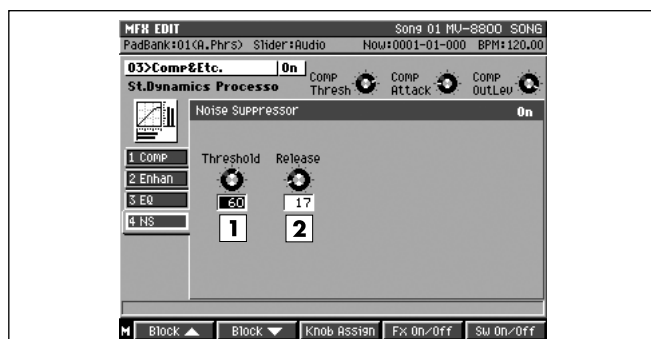 MFX EDIT Song 01 MV-8800 SONG
PadBank:01(A.Phrs) Slider:Audio Now:0001-01-000 BPM:120.00
03>Comp&Etc. On
St.Dynamics Processo
Comp Thresh
Comp Attack
Comp OutLev
Noise Suppressor On
1 Comp
2 Enhan
3 EQ
4 NS
Threshold Release
60 17
1 2
M Block ▲ Block ▼ Knob Assign Fx On/Off Sw On/Off